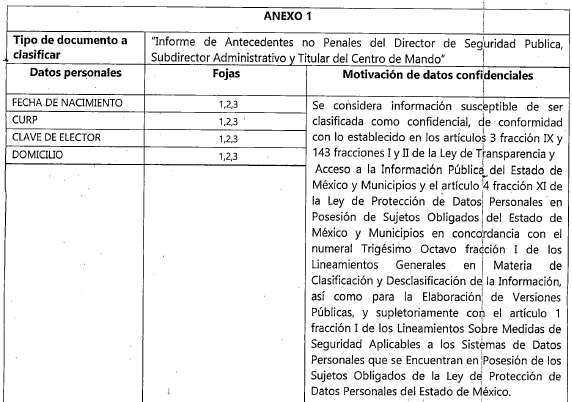 ANEXO 1
Tipo de documento a clasificar
"Informe de Antecedentes no Penales del Director de Seguridad Publica,
Subdirector Administrativo y Titular del Centro de Mando"
Datos personales
Fojas
Motivación de datos confidenciales
FECHA DE NACIMIENTO
1,2,3
CURP
1,2,3
CLAVE DE ELECTOR
1,2,3
DOMICILIO
1,2,3
Se considera información susceptible de ser
clasificada como confidencial, de conformidad
con lo establecido en los artículos 3 fracción IX y
143 fracciones I y II de la Ley de Transparencia y
Acceso a la Información Pública del Estado de
México y Municipios y el artículo 4 fracción XI de
la Ley de Protección de Datos Personales en
Posesión de Sujetos Obligados del Estado de
México y Municipios en concordancia con el
numeral Trigésimo Octavo fracción I de los
Lineamientos Generales en Materia de
Clasificación y Desclasificación de la Información,
así como para la Elaboración de Versiones
Públicas, y supletoriamente con el artículo 1
fracción I de los Lineamientos Sobre Medidas de
Seguridad Aplicables a los Sistemas de Datos
Personales que se Encuentran en Posesión de los
Sujetos Obligados de la Ley de Protección de
Datos Personales del Estado de México.